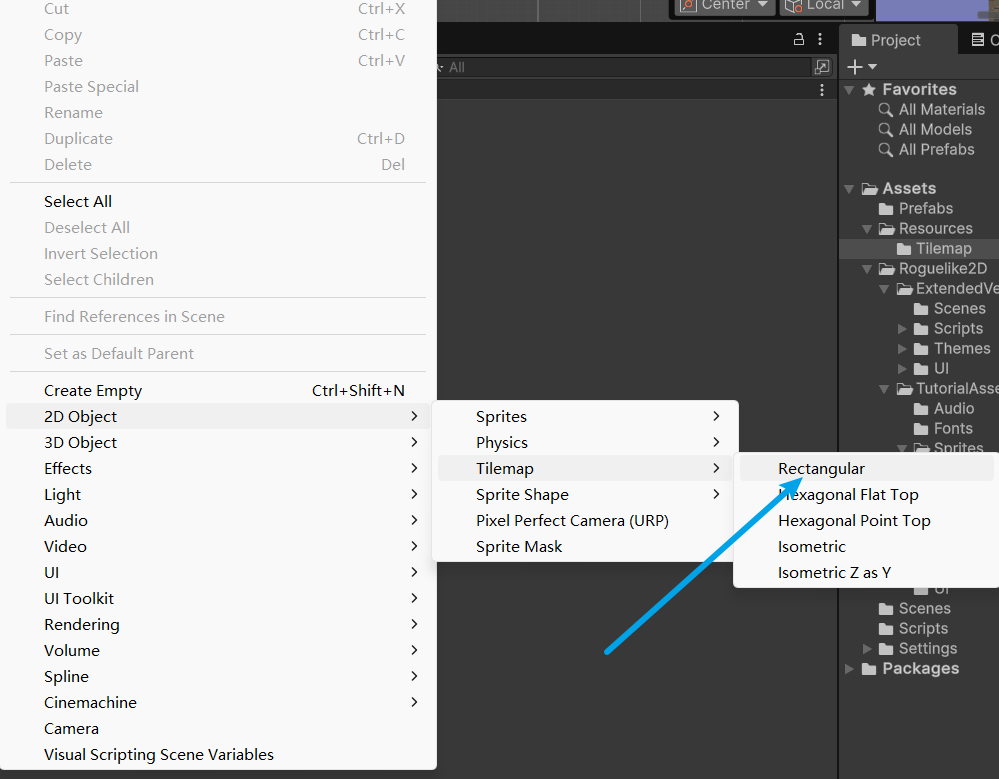 Cut Ctrl+X
Copy Ctrl+C
Paste Ctrl+V
Paste Special
Rename
Duplicate Ctrl+D
Delete Del
Select All
Deselect All
Invert Selection
Select Children
Find References in Scene
Set as Default Parent
Create Empty Ctrl+Shift+N
2D Object
3D Object
Effects
Light
Audio
Video
UI
UI Toolkit
Rendering
Volume
Spline
Cinemachine
Camera
Visual Scripting Scene Variables
Sprites
Physics
Tilemap
Sprite Shape
Pixel Perfect Camera (URP)
Sprite Mask
Rectangular
Hexagonal Flat Top
Hexagonal Point Top
Isometric
Isometric Z as Y
Center
Local
All
Project
Favorites
All Materials
All Models
All Prefabs
Assets
Prefabs
Resources
Tilemap
Roguelike2D
ExtendedVe
Scenes
Scripts
Themes
UI
TutorialAsse
Audio
Fonts
Sprites
UI
Scenes
Scripts
Settings
Packages